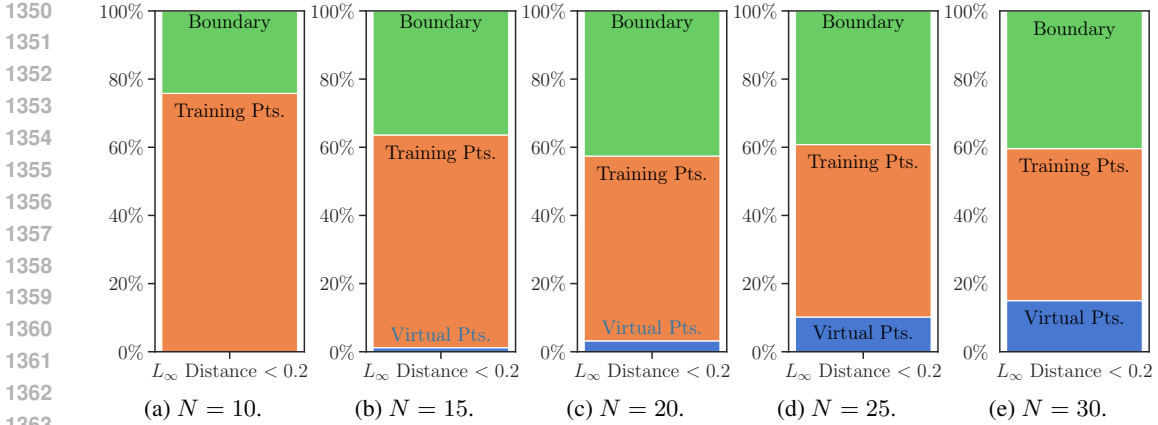 1350
1351
1352
1353
1354
1355
1356
1357
1358
1359
1360
1361
1362
1363
100% 80% 60% 40% 20% 0%
Boundary
Training Pts.
L∞ Distance < 0.2
(a) N = 10.
100% 80% 60% 40% 20% 0%
Boundary
Training Pts.
Virtual Pts.
L∞ Distance < 0.2
(b) N = 15.
100% 80% 60% 40% 20% 0%
Boundary
Training Pts.
Virtual Pts.
L∞ Distance < 0.2
(c) N = 20.
100% 80% 60% 40% 20% 0%
Boundary
Training Pts.
Virtual Pts.
L∞ Distance < 0.2
(d) N = 25.
100% 80% 60% 40% 20% 0%
Boundary
Training Pts.
Virtual Pts.
L∞ Distance < 0.2
(e) N = 30.